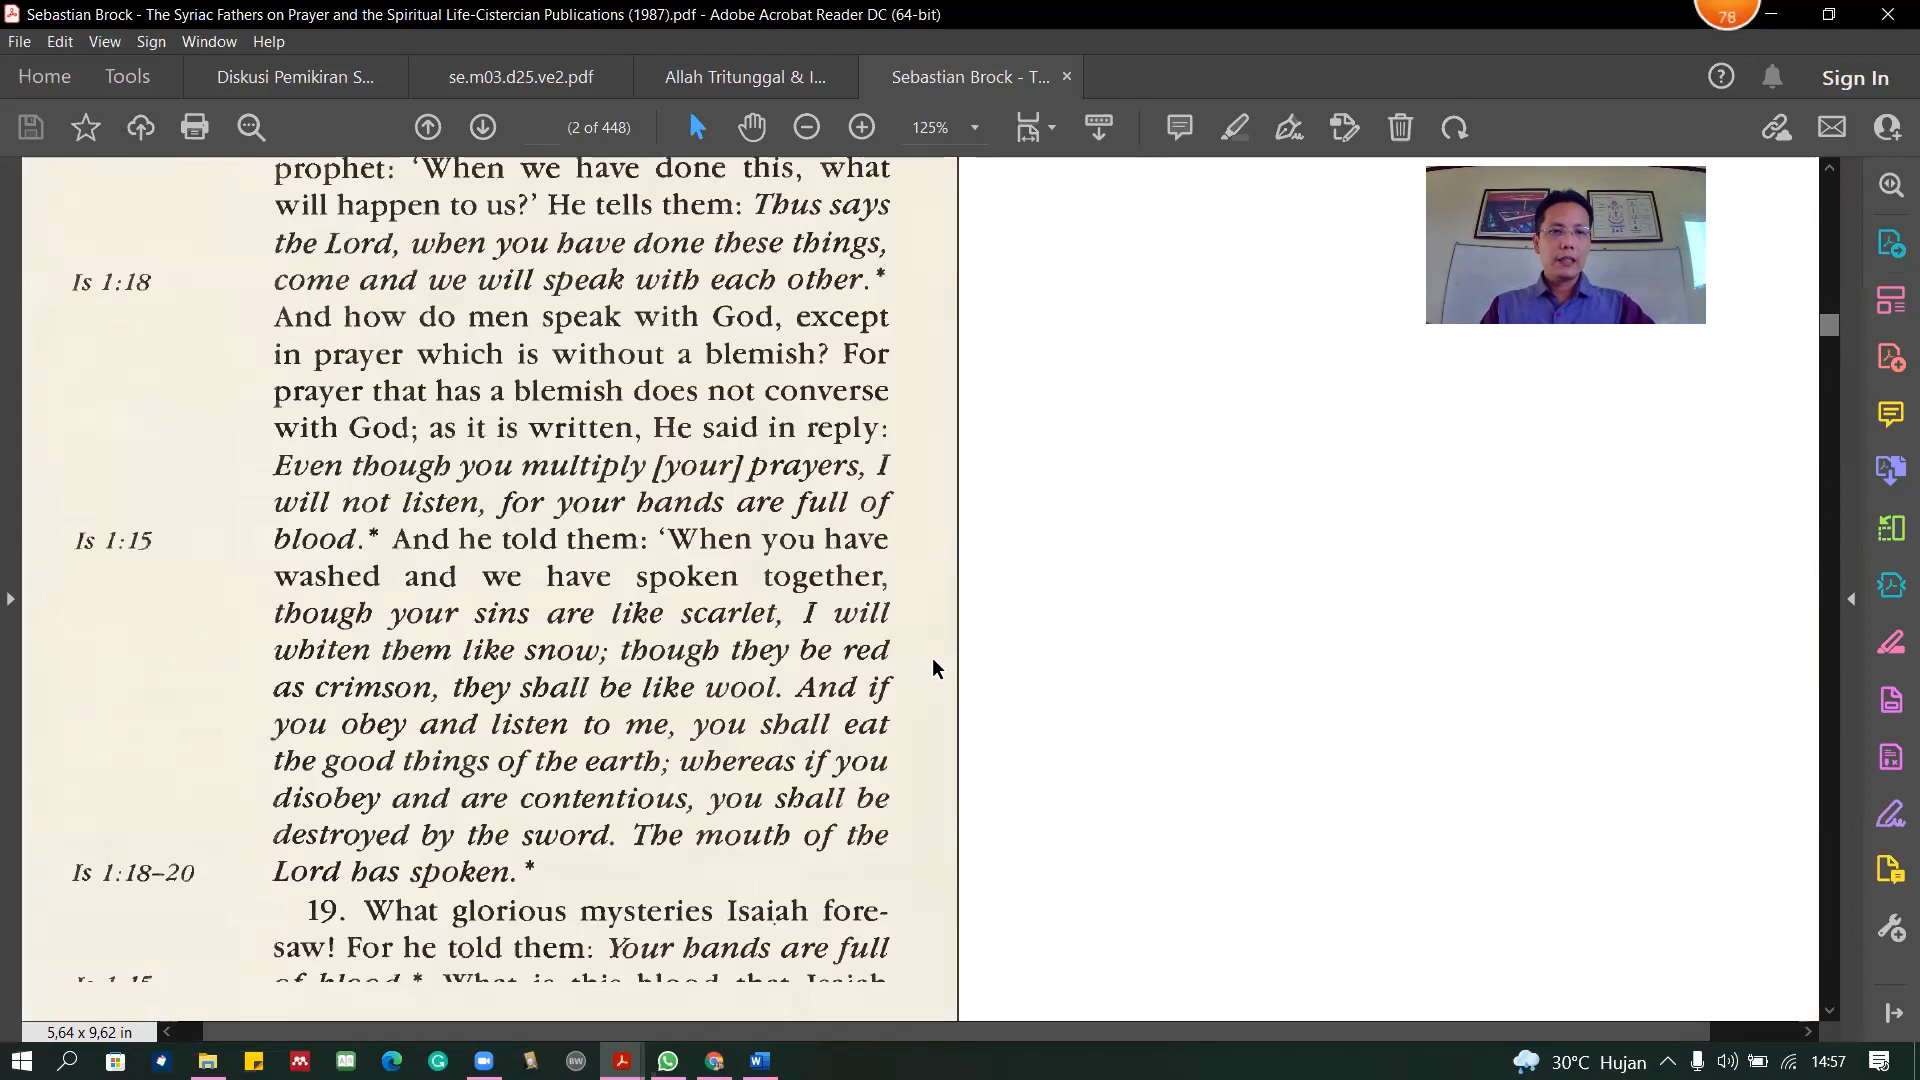 Sebastian Brock - The Syriac Fathers on Prayer and the Spiritual Life-Cistercian Publications (1987).pdf - Adobe Acrobat Reader DC (64-bit)
78
File Edit View Sign Window Help
Home Tools Diskusi Pemikiran S... se.m03.d25.ve2.pdf Allah Tritunggal & I... Sebastian Brock - T... × Sign In
(2 of 448) 125%
prophet: ‘When we have done this, what
will happen to us?’ He tells them: Thus says
the Lord, when you have done these things,
Is 1:18 come and we will speak with each other.*
And how do men speak with God, except
in prayer which is without a blemish? For
prayer that has a blemish does not converse
with God; as it is written, He said in reply:
Even though you multiply [your] prayers, I
will not listen, for your hands are full of
Is 1:15 blood.* And he told them: ‘When you have
washed and we have spoken together,
though your sins are like scarlet, I will
whiten them like snow; though they be red
as crimson, they shall be like wool. And if
you obey and listen to me, you shall eat
the good things of the earth; whereas if you
disobey and are contentious, you shall be
destroyed by the sword. The mouth of the
Is 1:18–20 Lord has spoken.*
19. What glorious mysteries Isaiah fore-
saw! For he told them: Your hands are full
Is 1:15 of blood.* What is this blood that Isaiah
5,64 x 9,62 in
BW 30°C Hujan 14:57